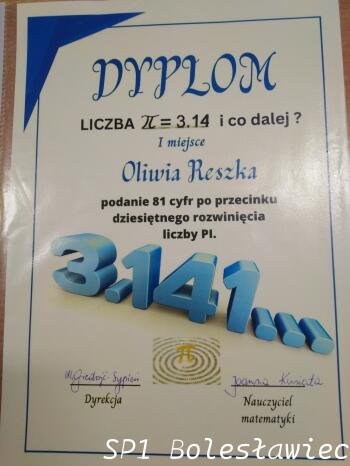 DYPLOM
LICZBA π = 3.14 i co dalej ?
I miejsce
Oliwia Reszka
podanie 81 cyfr po przecinku
dziesiętnego rozwinięcia
liczby PI.
3.141....
π
Dyrekcja
Joanna
Nauczyciel
matematyki
SP1 Bolesławiec